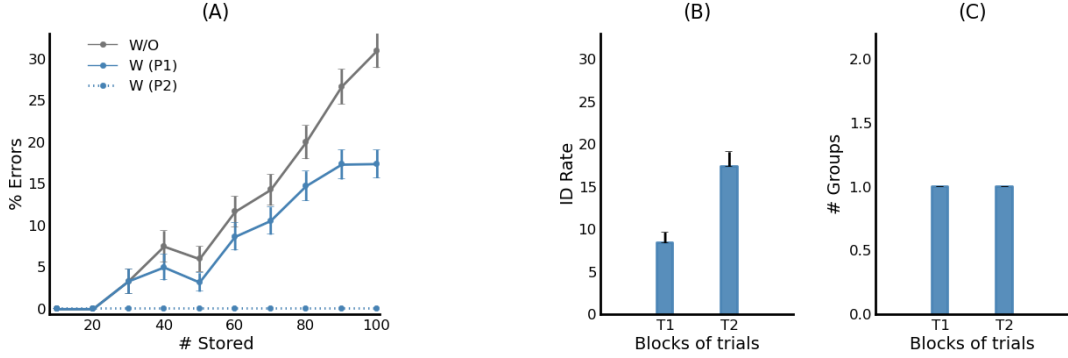 (A)
W/O
W (P1)
W (P2)
% Errors
30
25
20
15
10
5
0
20
40
60
80
100
# Stored
(B)
ID Rate
30
25
20
15
10
5
0
T1
T2
Blocks of trials
(C)
# Groups
2.0
1.5
1.0
0.5
0.0
T1
T2
Blocks of trials